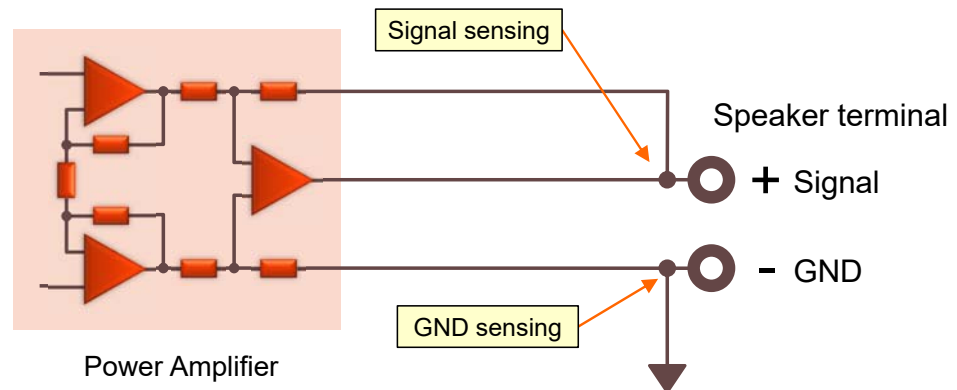 Signal sensing
Speaker terminal
+ Signal
- GND
GND sensing
Power Amplifier